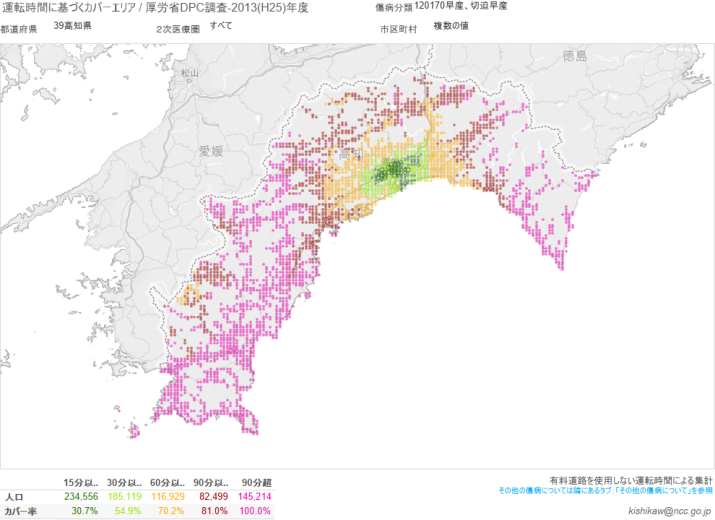 運転時間に基づくカバーエリア / 厚労省DPC調査-2013(H25)年度
傷病分類 120170早産、切迫早産
都道府県 39高知県 2次医療圏 すべて 市区町村 複数の値
徳島
松山
愛媛
高知
15分以.. 30分以.. 60分以.. 90分以.. 90分超
人口 234,556 185,119 116,929 82,499 145,214
カバー率 30.7% 54.9% 70.2% 81.0% 100.0%
有料道路を使用しない運転時間による集計
その他の傷病については隣にあるタブ：「その他の傷病について」を参照
kishikaw@ncc.go.jp